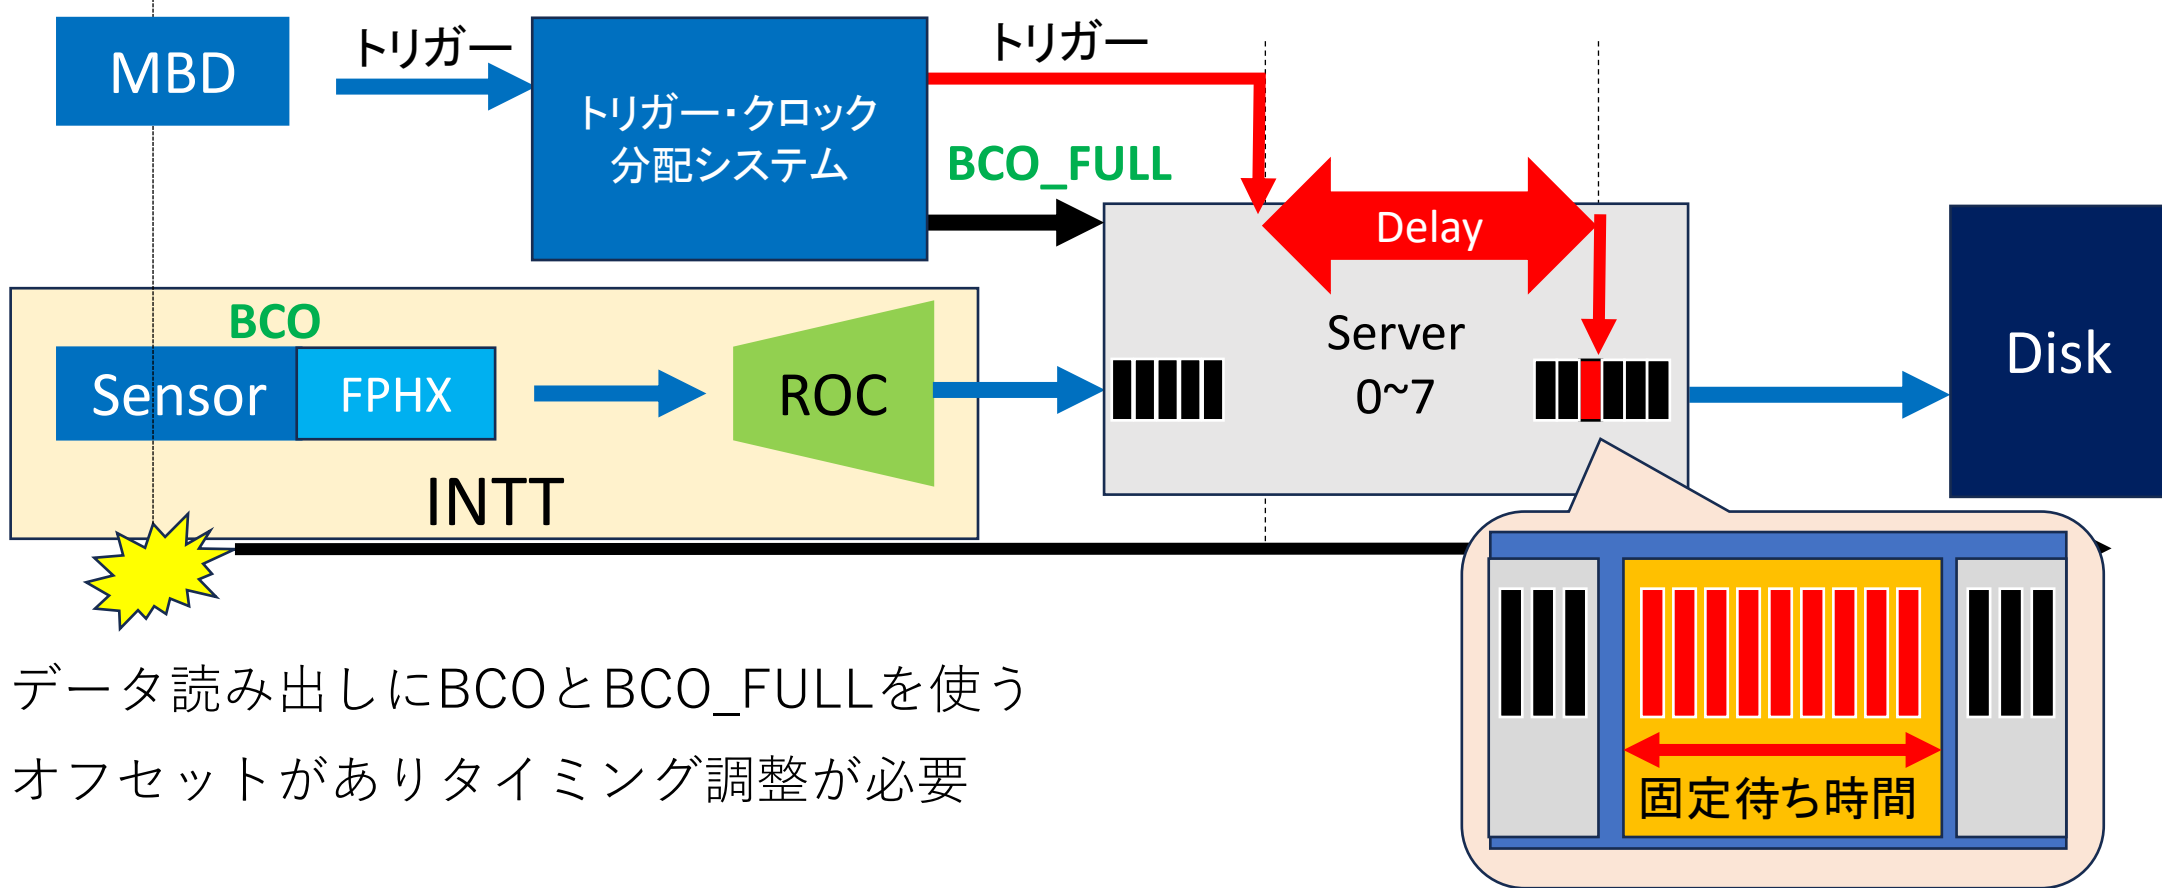 MBD
トリガー
トリガー・クロック
分配システム
トリガー
BCO_FULL
Delay
BCO
Sensor
FPHX
ROC
INTT
Server
0~7
Disk
固定待ち時間
データ読み出しにBCOとBCO_FULLを使う
オフセットがありタイミング調整が必要